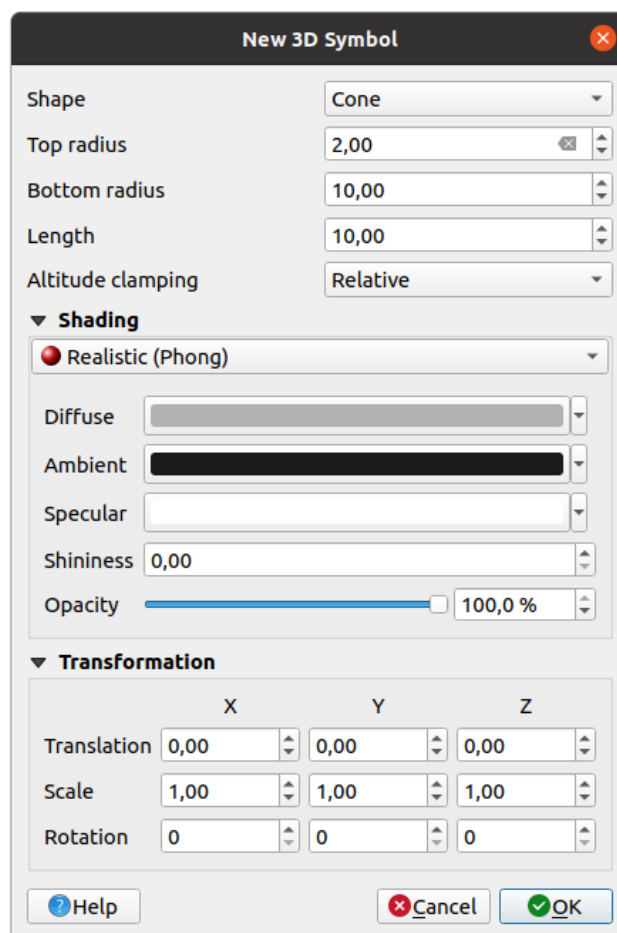 New 3D Symbol
Shape Cone
Top radius 2,00
Bottom radius 10,00
Length 10,00
Altitude clamping Relative
Shading
Realistic (Phong)
Diffuse
Ambient
Specular
Shininess 0,00
Opacity 100,0 %
Transformation
X Y Z
Translation 0,00 0,00 0,00
Scale 1,00 1,00 1,00
Rotation 0 0 0
Help Cancel OK